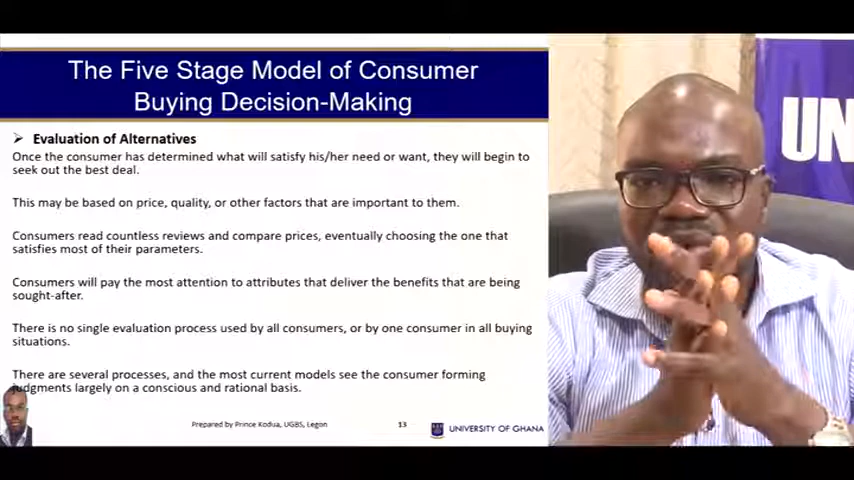 The Five Stage Model of Consumer
Buying Decision-Making
➢ Evaluation of Alternatives
Once the consumer has determined what will satisfy his/her need or want, they will begin to
seek out the best deal.
This may be based on price, quality, or other factors that are important to them.
Consumers read countless reviews and compare prices, eventually choosing the one that
satisfies most of their parameters.
Consumers will pay the most attention to attributes that deliver the benefits that are being
sought-after.
There is no single evaluation process used by all consumers, or by one consumer in all buying
situations.
There are several processes, and the most current models see the consumer forming
judgments largely on a conscious and rational basis.
Prepared by Prince Kodua, UGBS, Legon
13
UNIVERSITY OF GHANA